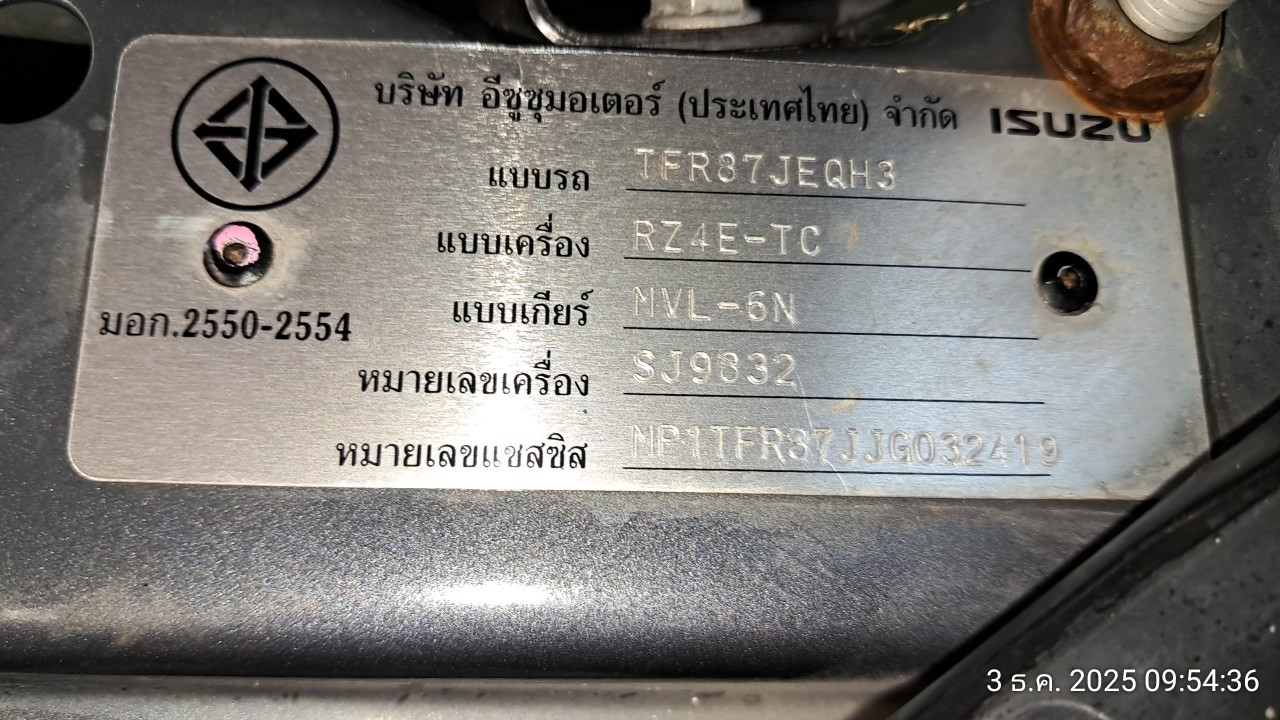 บริษัท อีซูซุมอเตอร์ (ประเทศไทย) จำกัด ISUZU
แบบรถ TFR87JEQH3
แบบเครื่อง RZ4E-TC
แบบเกียร์ MVL-6N
มอก.2550-2554
หมายเลขเครื่อง SJ9832
หมายเลขแชสซิส MP1TFR87JJG032419
3 ธ.ค. 2025 09:54:36